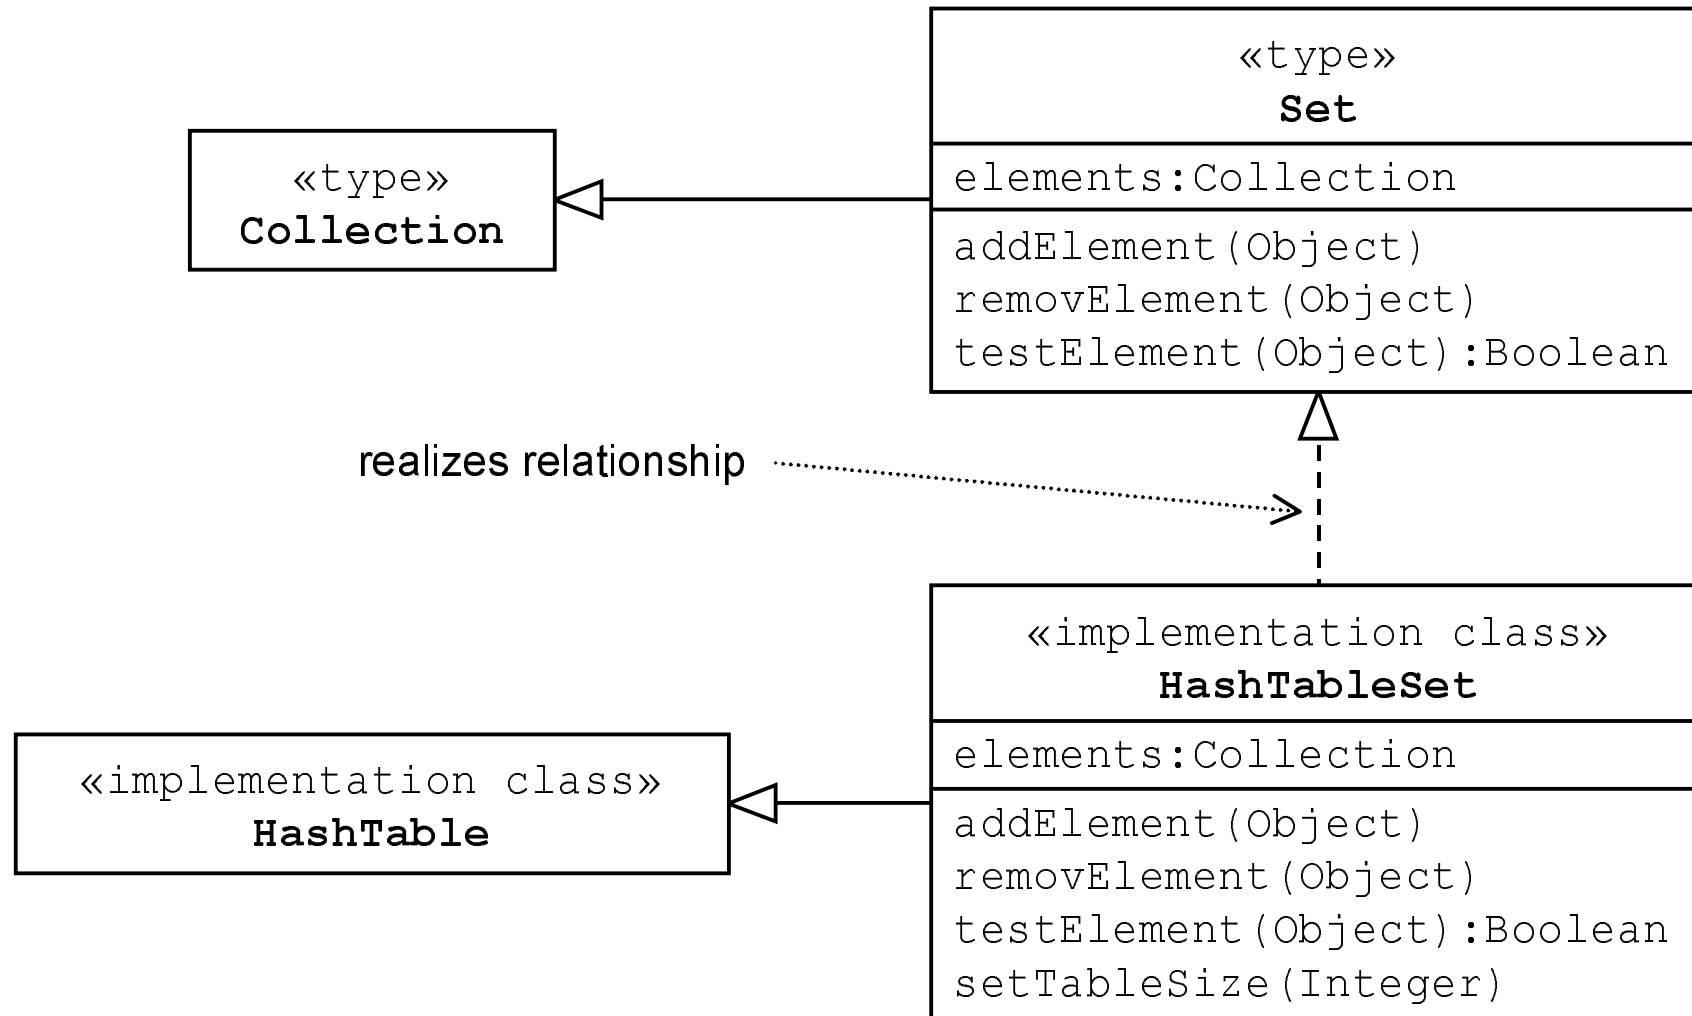 «type»
Set
elements:Collection
addElement(Object)
removElement(Object)
testElement(Object):Boolean
«type»
Collection
realizes relationship
«implementation class»
HashTableSet
elements:Collection
addElement(Object)
removElement(Object)
testElement(Object):Boolean
setTableSize(Integer)
«implementation class»
HashTable